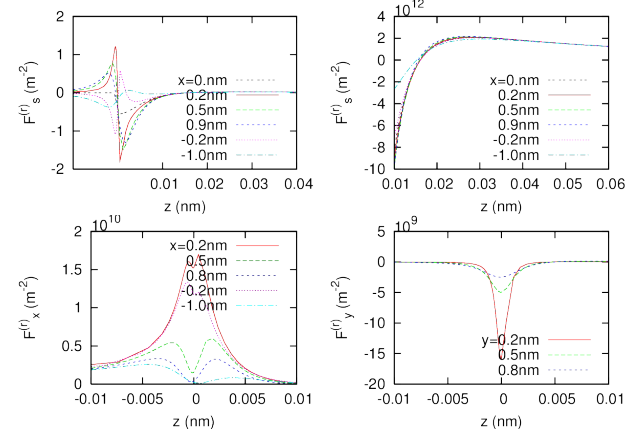 10^12
2
1
0
-1
-2
F^(r)_s (m^-2)
x=0.nm
0.2nm
0.5nm
0.9nm
-0.2nm
-1.0nm
0.01 0.02 0.03 0.04
z (nm)
4
2
0
-2
-4
-6
-8
-10
F^(r)_s (m^-2)
x=0.nm
0.2nm
0.5nm
0.9nm
-0.2nm
-1.0nm
0.01 0.02 0.03 0.04 0.05 0.06
z (nm)
10^10
2
1.5
1
0.5
0.0
F^(r)_x (m^-2)
x=0.2nm
0.5nm
0.8nm
-0.2nm
-1.0nm
-0.01 -0.005 0 0.005 0.01
z (nm)
10^9
5
0
-5
-10
-15
-20
F^(r)_y (m^-2)
y=0.2nm
0.5nm
0.8nm
-0.01 -0.005 0 0.005 0.01
z (nm)